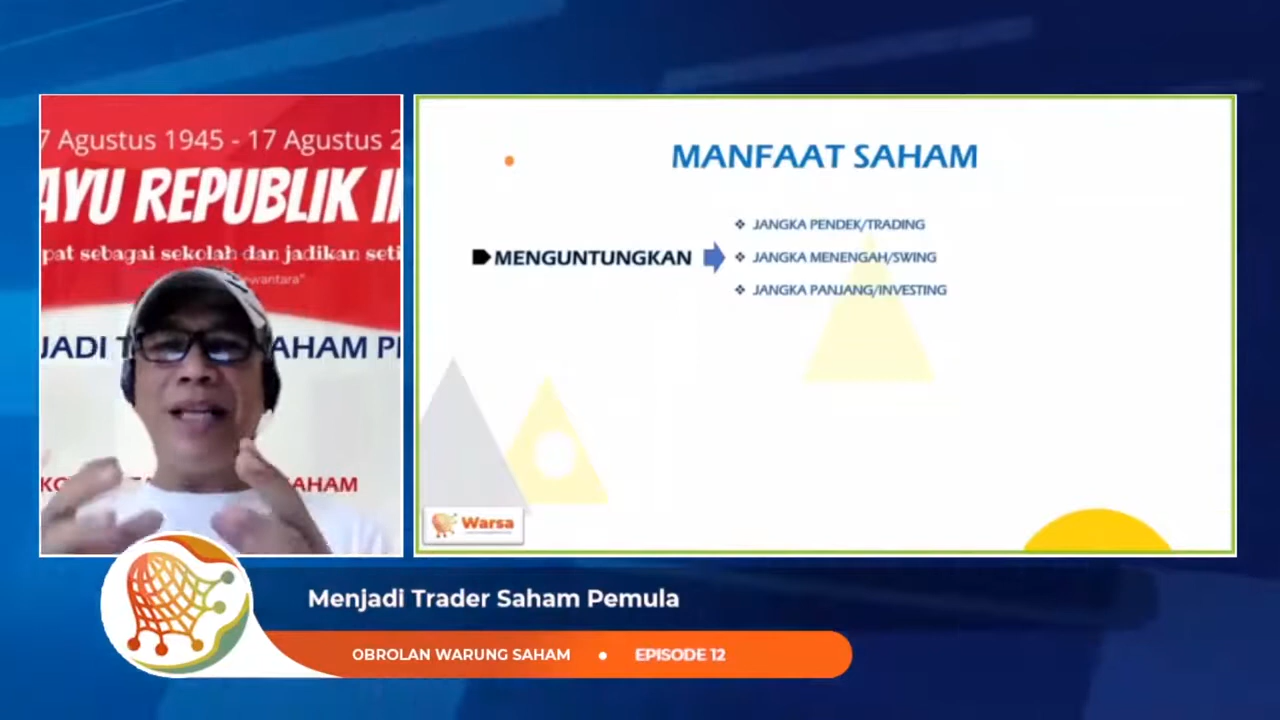 7 Agustus 1945 - 17 Agustus 2
AYU REPUBLIK I
pat sebagai sekolah dan jadikan seti
ewantara"
JADI T AHAM P
SAHAM
MANFAAT SAHAM
MENGUNTUNGKAN
❖ JANGKA PENDEK/TRADING
❖ JANGKA MENENGAH/SWING
❖ JANGKA PANJANG/INVESTING
Warsa
Menjadi Trader Saham Pemula
OBROLAN WARUNG SAHAM • EPISODE 12